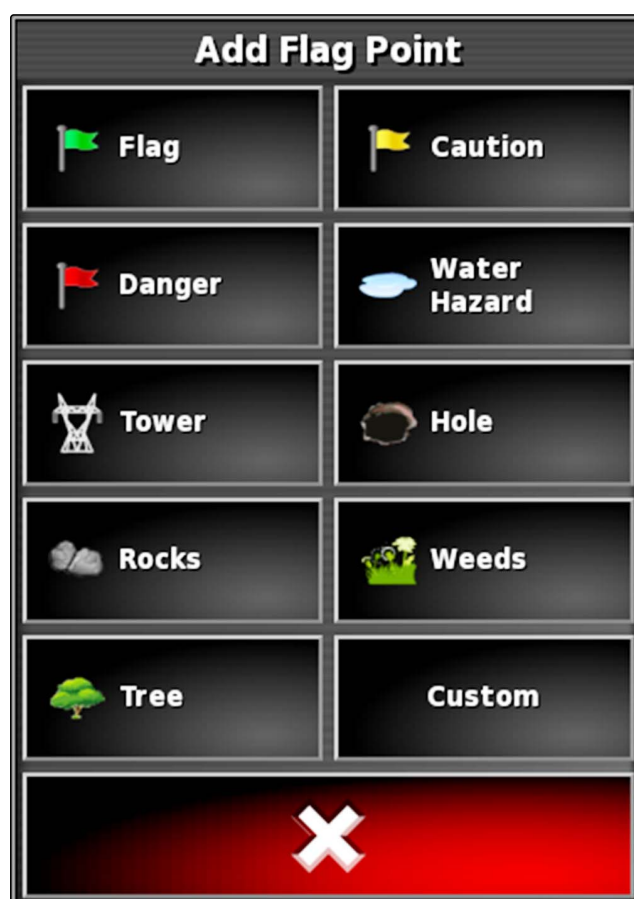 Add Flag Point
Flag
Caution
Danger
Water
Hazard
Tower
Hole
Rocks
Weeds
Tree
Custom